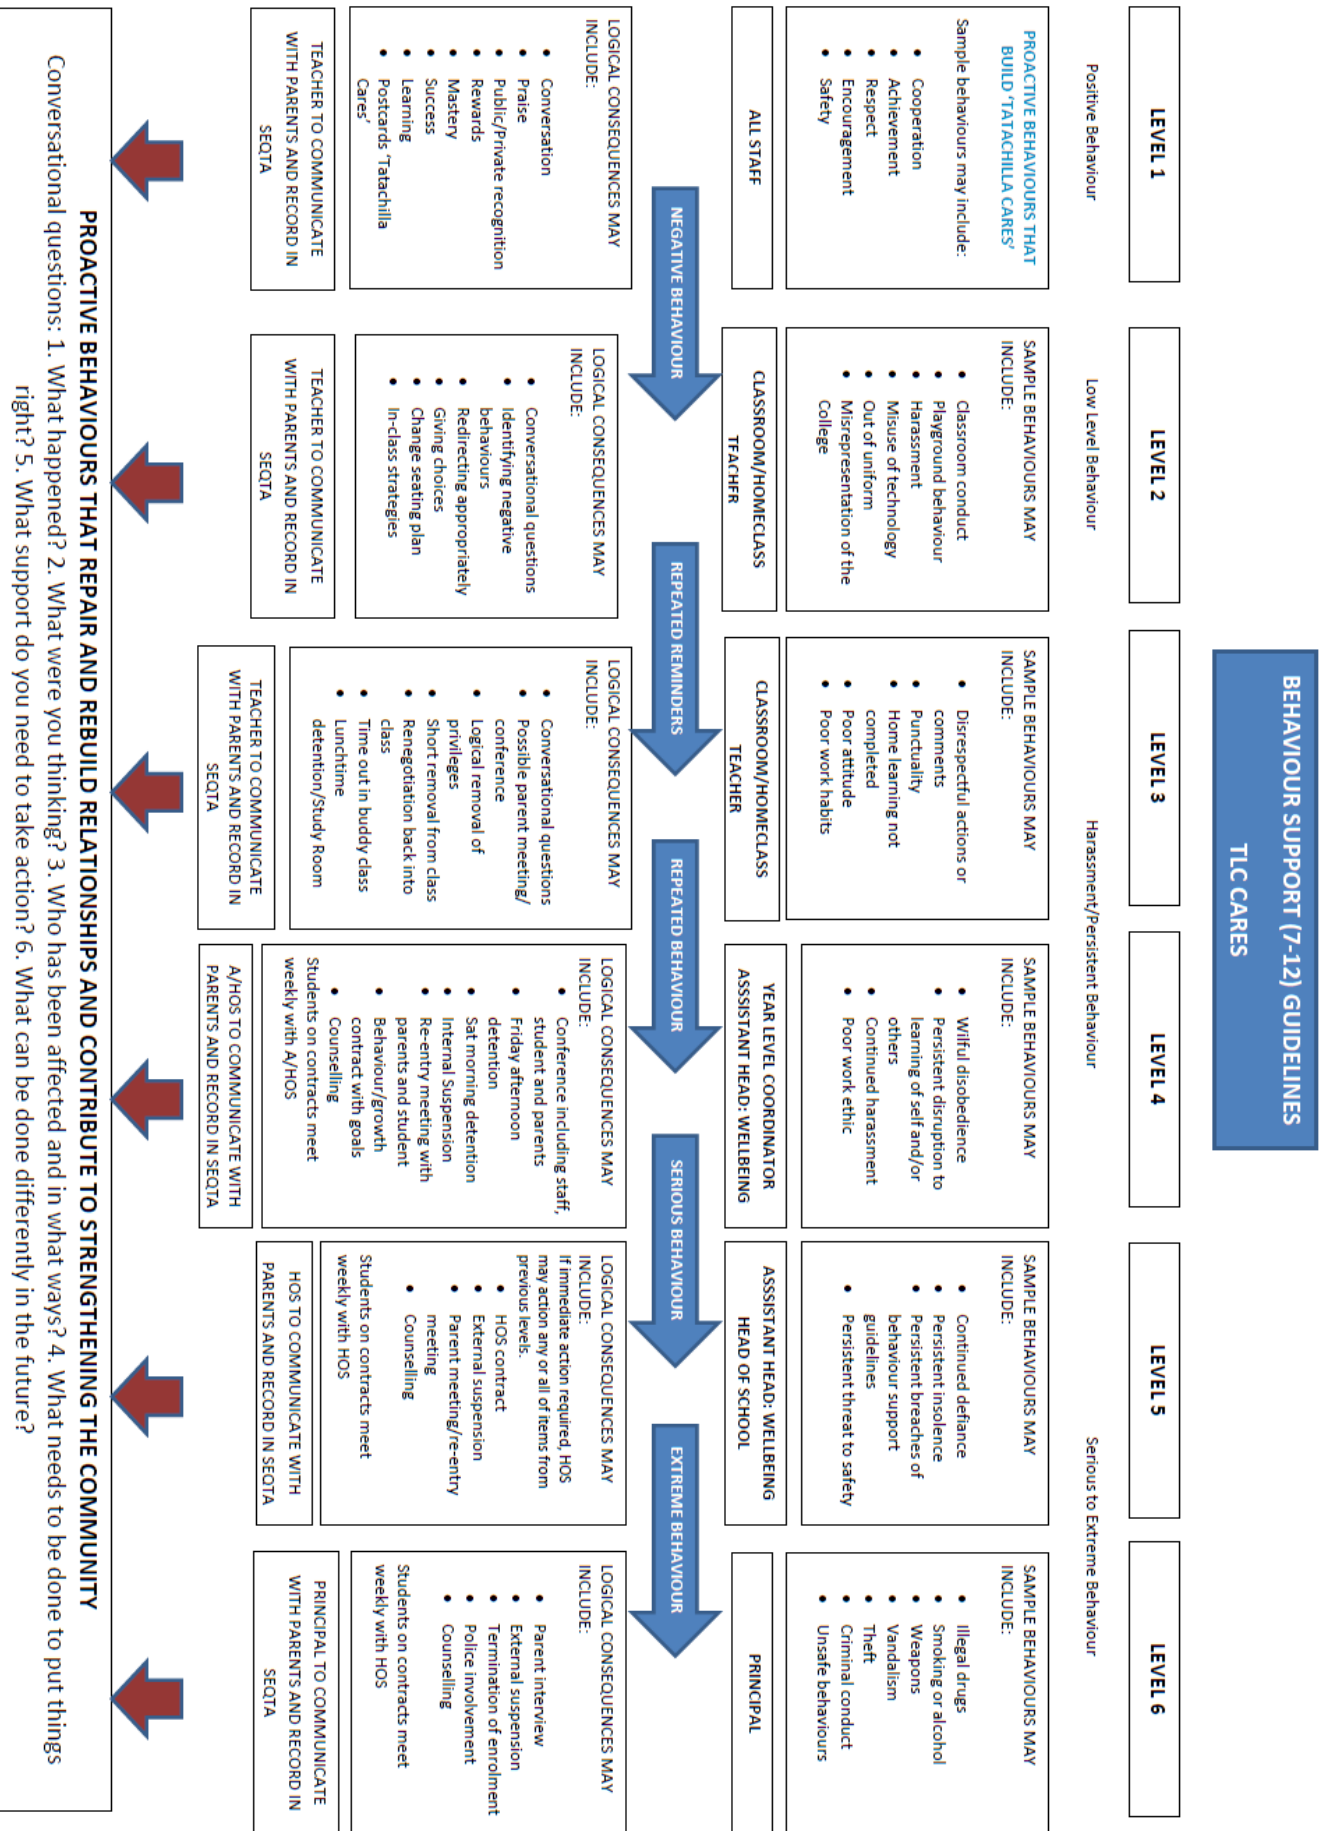 BEHAVIOUR SUPPORT (7-12) GUIDELINES
TLC CARES
LEVEL 1
LEVEL 2
LEVEL 3
LEVEL 4
LEVEL 5
LEVEL 6
Positive Behaviour
Low Level Behaviour
Harassment/Persistent Behaviour
Serious to Extreme Behaviour
PROACTIVE BEHAVIOURS THAT
BUILD ‘TATACHILLA CARES’
Sample behaviours may include:
• Cooperation
• Achievement
• Respect
• Encouragement
• Safety
SAMPLE BEHAVIOURS MAY
INCLUDE:
• Classroom conduct
• Playground behaviour
• Harassment
• Misuse of technology
• Out of uniform
• Misrepresentation of the
College
SAMPLE BEHAVIOURS MAY
INCLUDE:
• Disrespectful actions or
comments
• Punctuality
• Home learning not
completed
• Poor attitude
• Poor work habits
SAMPLE BEHAVIOURS MAY
INCLUDE:
• Wilful disobedience
• Persistent disruption to
learning of self and/or
others
• Continued harassment
• Poor work ethic
SAMPLE BEHAVIOURS MAY
INCLUDE:
• Continued defiance
• Persistent insolence
• Persistent breaches of
behaviour support
guidelines
• Persistent threat to safety
SAMPLE BEHAVIOURS MAY
INCLUDE:
• Illegal drugs
• Smoking or alcohol
• Weapons
• Vandalism
• Theft
• Criminal conduct
• Unsafe behaviours
ALL STAFF
CLASSROOM/HOMECLASS
TEACHER
CLASSROOM/HOMECLASS
TEACHER
YEAR LEVEL COORDINATOR
ASSSISTANT HEAD: WELLBEING
ASSISTANT HEAD: WELLBEING
HEAD OF SCHOOL
PRINCIPAL
NEGATIVE BEHAVIOUR
REPEATED REMINDERS
REPEATED BEHAVIOUR
SERIOUS BEHAVIOUR
EXTREME BEHAVIOUR
LOGICAL CONSEQUENCES MAY
INCLUDE:
• Conversation
• Praise
• Public/Private recognition
• Rewards
• Mastery
• Success
• Learning
• Postcards ‘Tatachilla
Cares’
LOGICAL CONSEQUENCES MAY
INCLUDE:
• Conversational questions
• Identifying negative
behaviours
• Redirecting appropriately
• Giving choices
• Change seating plan
• In-class strategies
LOGICAL CONSEQUENCES MAY
INCLUDE:
• Conversational questions
• Possible parent meeting/
conference
• Logical removal of
privileges
• Short removal from class
• Renegotiation back into
class
• Time out in buddy class
• Lunchtime
detention/Study Room
LOGICAL CONSEQUENCES MAY
INCLUDE:
• Conference including staff,
student and parents
• Friday afternoon
detention
• Sat morning detention
• Internal Suspension
• Re-entry meeting with
parents and student
• Behaviour/growth
contract with goals
• Counselling
Students on contracts meet
weekly with A/HOS
LOGICAL CONSEQUENCES MAY
INCLUDE:
If immediate action required, HOS
may action any or all of items from
previous levels.
• HOS contract
• External suspension
• Parent meeting/re-entry
meeting
• Counselling
Students on contracts meet
weekly with HOS
LOGICAL CONSEQUENCES MAY
INCLUDE:
• Parent interview
• External suspension
• Termination of enrolment
• Police involvement
• Counselling
Students on contracts meet
weekly with HOS
TEACHER TO COMMUNICATE
WITH PARENTS AND RECORD IN
SEQTA
TEACHER TO COMMUNICATE
WITH PARENTS AND RECORD IN
SEQTA
TEACHER TO COMMUNICATE
WITH PARENTS AND RECORD IN
SEQTA
A/HOS TO COMMUNICATE WITH
PARENTS AND RECORD IN SEQTA
HOS TO COMMUNICATE WITH
PARENTS AND RECORD IN SEQTA
PRINCIPAL TO COMMUNICATE
WITH PARENTS AND RECORD IN
SEQTA
PROACTIVE BEHAVIOURS THAT REPAIR AND REBUILD RELATIONSHIPS AND CONTRIBUTE TO STRENGTHENING THE COMMUNITY
Conversational questions: 1. What happened? 2. What were you thinking? 3. Who has been affected and in what ways? 4. What needs to be done to put things
right? 5. What support do you need to take action? 6. What can be done differently in the future?